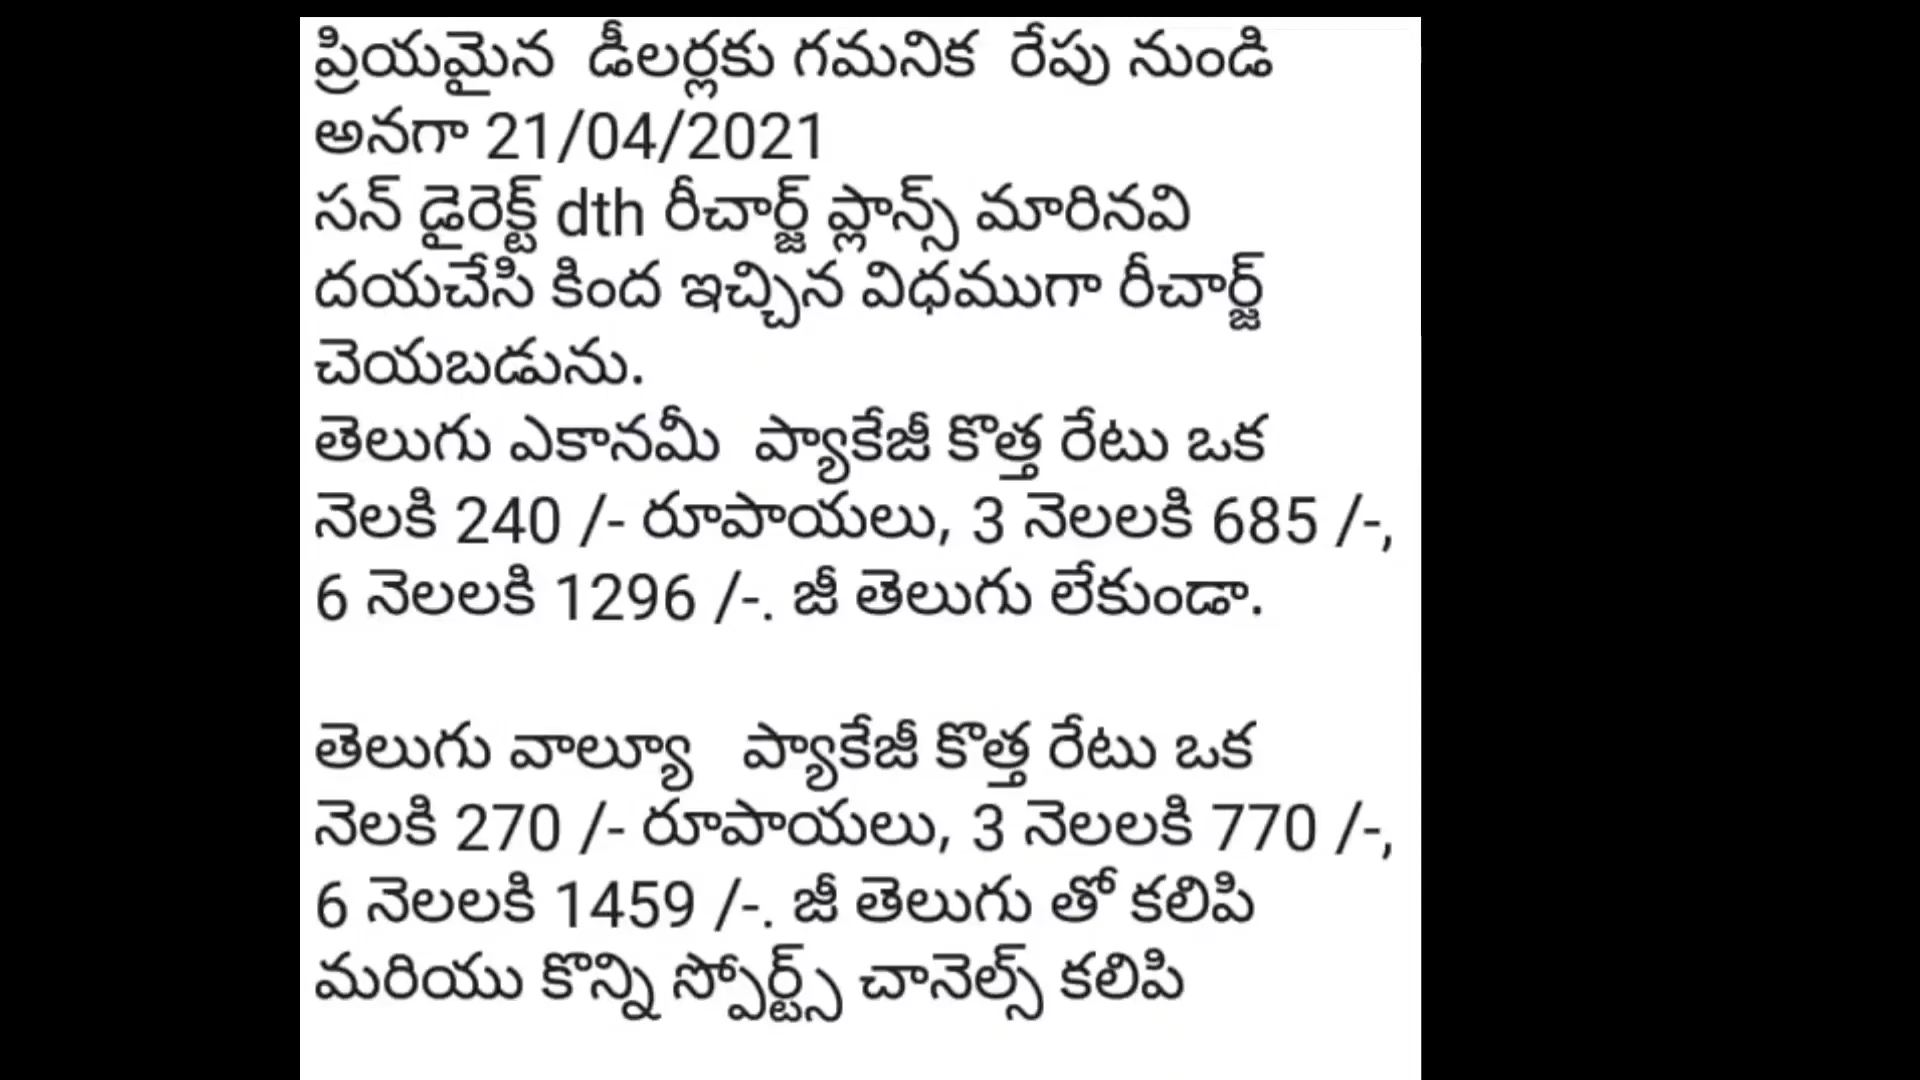 ప్రియమైన డీలర్లకు గమనిక రేపు నుండి
అనగా 21/04/2021
సన్ డైరెక్ట్ dth రీచార్జ్ ప్లాన్స్ మారినవి
దయచేసి కింద ఇచ్చిన విధముగా రీచార్జ్
చెయబడును.
తెలుగు ఎకానమీ ప్యాకేజీ కొత్త రేటు ఒక
నెలకి 240 /- రూపాయలు, 3 నెలలకి 685 /-,
6 నెలలకి 1296 /-. జీ తెలుగు లేకుండా.
తెలుగు వాల్యూ ప్యాకేజీ కొత్త రేటు ఒక
నెలకి 270 /- రూపాయలు, 3 నెలలకి 770 /-,
6 నెలలకి 1459 /-. జీ తెలుగు తో కలిపి
మరియు కొన్ని స్పోర్ట్స్ చానెల్స్ కలిపి